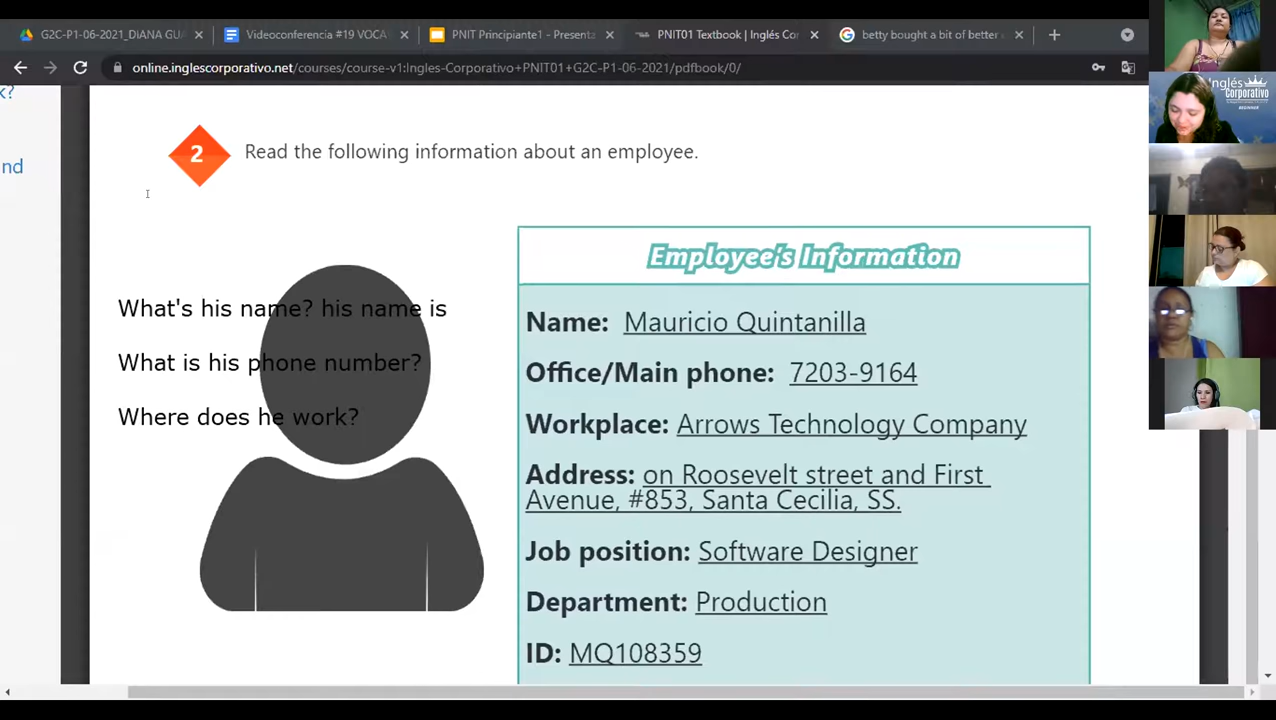 G2C-P1-06-2021_DIANA GUA
Videoconferencia #19 VOCA
PNIT Principiante1 - Presenta
PNIT01 Textbook | Inglés Cor
betty bought a bit of better
online.inglescorporativo.net/courses/course-v1:Ingles-Corporativo+PNIT01+G2C-P1-06-2021/pdfbook/0/
k?
nd
2
Read the following information about an employee.
What's his name? his name is
What is his phone number?
Where does he work?
Employee's Information
Name: Mauricio Quintanilla
Office/Main phone: 7203-9164
Workplace: Arrows Technology Company
Address: on Roosevelt street and First
Avenue, #853, Santa Cecilia, SS.
Job position: Software Designer
Department: Production
ID: MQ108359
Inglés
Corporativo